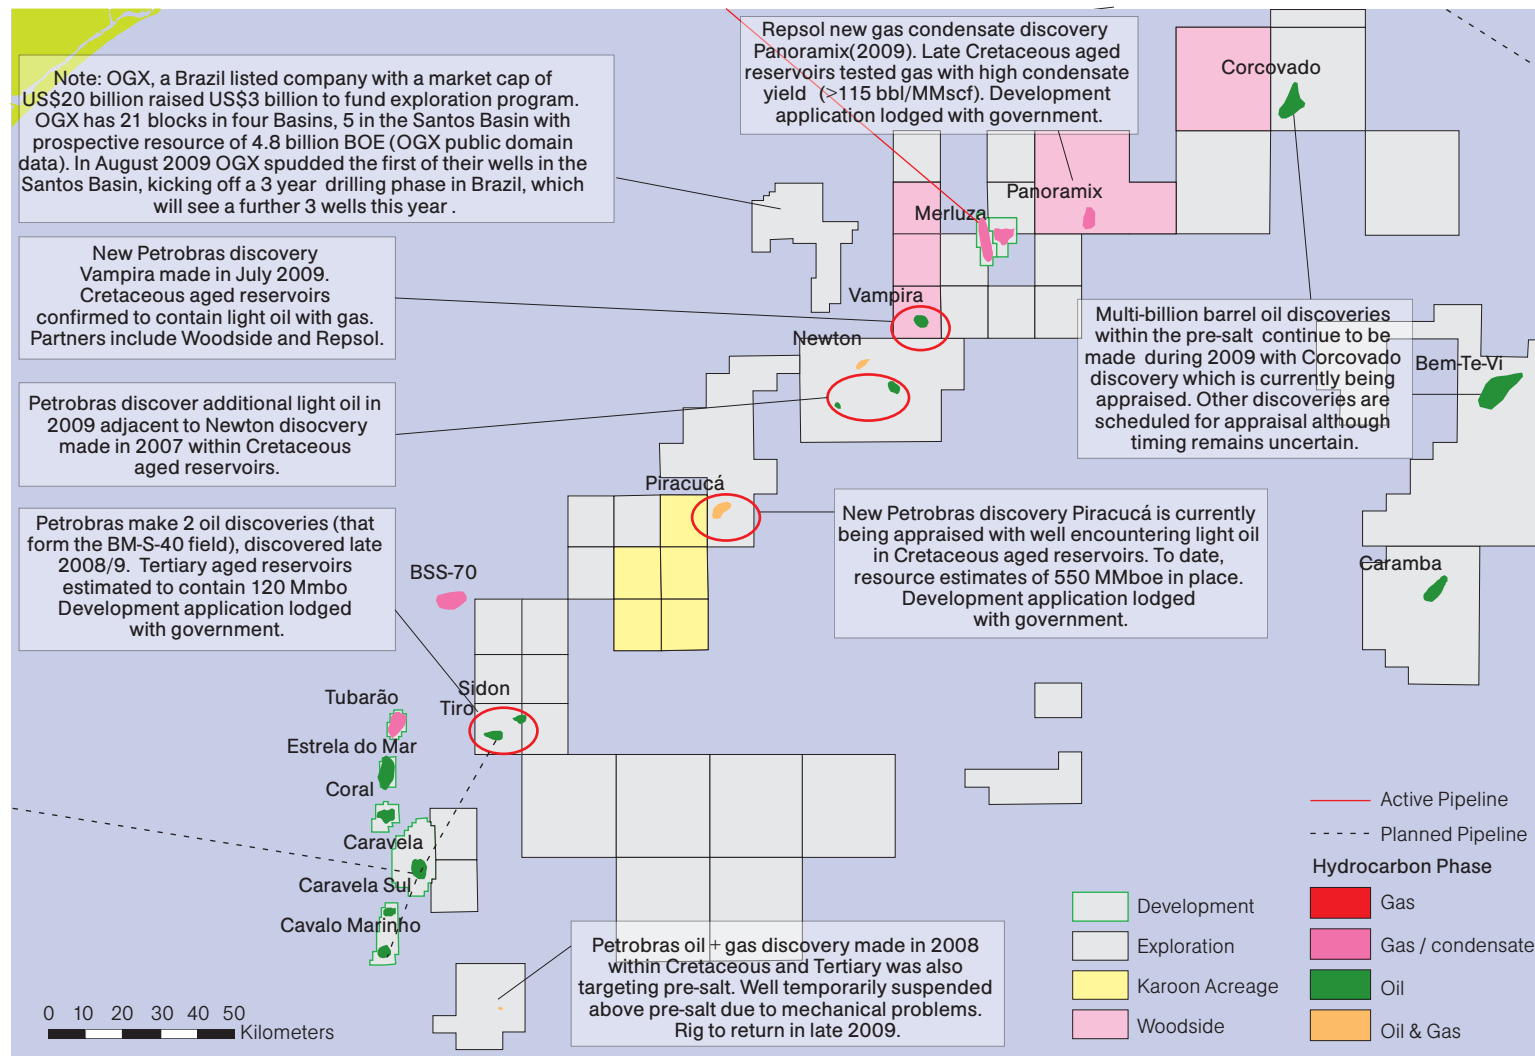 Note: OGX, a Brazil listed company with a market cap of
US$20 billion raised US$3 billion to fund exploration program.
OGX has 21 blocks in four Basins, 5 in the Santos Basin with
prospective resource of 4.8 billion BOE (OGX public domain
data). In August 2009 OGX spudded the first of their wells in the
Santos Basin, kicking off a 3 year drilling phase in Brazil, which
will see a further 3 wells this year .
Repsol new gas condensate discovery
Panoramix(2009). Late Cretaceous aged
reservoirs tested gas with high condensate
yield (>115 bbl/MMscf). Development
application lodged with government.
Corcovado
Panoramix
Merluza
New Petrobras discovery
Vampira made in July 2009.
Cretaceous aged reservoirs
confirmed to contain light oil with gas.
Partners include Woodside and Repsol.
Vampira
Newton
Multi-billion barrel oil discoveries
within the pre-salt continue to be
made during 2009 with Corcovado
discovery which is currently being
appraised. Other discoveries are
scheduled for appraisal although
timing remains uncertain.
Bem-Te-Vi
Petrobras discover additional light oil in
2009 adjacent to Newton disocvery
made in 2007 within Cretaceous
aged reservoirs.
Piracucá
Petrobras make 2 oil discoveries (that
form the BM-S-40 field), discovered late
2008/9. Tertiary aged reservoirs
estimated to contain 120 Mmbo
Development application lodged
with government.
New Petrobras discovery Piracucá is currently
being appraised with well encountering light oil
in Cretaceous aged reservoirs. To date,
resource estimates of 550 MMboe in place.
Development application lodged
with government.
BSS-70
Caramba
Sidon
Tiro
Tubarão
Estrela do Mar
Coral
Caravela
Caravela Sul
Cavalo Marinho
Petrobras oil + gas discovery made in 2008
within Cretaceous and Tertiary was also
targeting pre-salt. Well temporarily suspended
above pre-salt due to mechanical problems.
Rig to return in late 2009.
0 10 20 30 40 50
Kilometers
Active Pipeline
Planned Pipeline
Hydrocarbon Phase
Gas
Gas / condensate
Oil
Oil & Gas
Development
Exploration
Karoon Acreage
Woodside